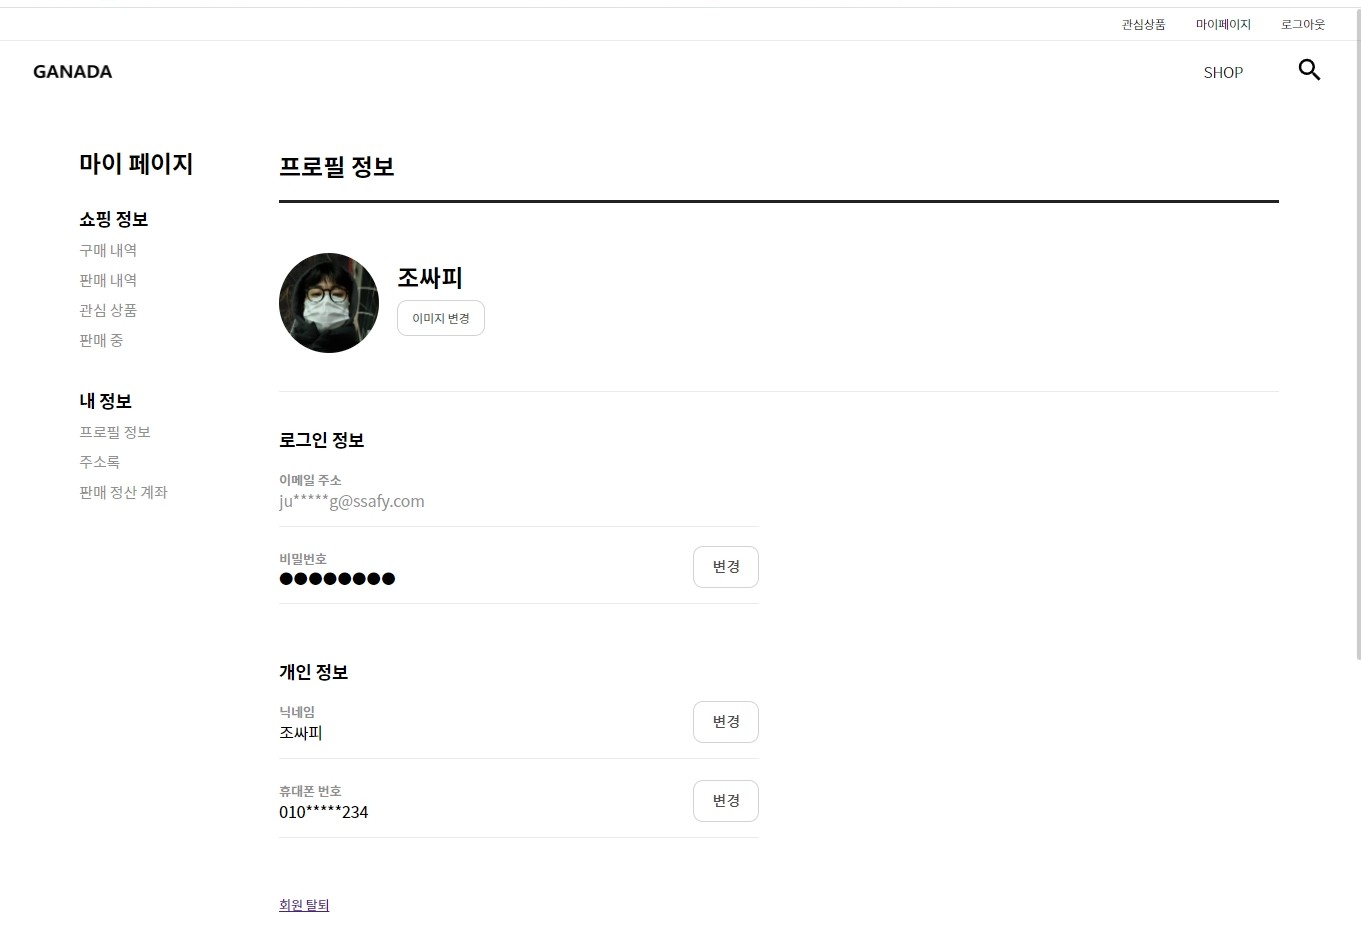 관심상품 마이페이지 로그아웃
GANADA SHOP
마이 페이지
쇼핑 정보
구매 내역
판매 내역
관심 상품
판매 중
내 정보
프로필 정보
주소록
판매 정산 계좌
프로필 정보
조싸피
이미지 변경
로그인 정보
이메일 주소
ju*****g@ssafy.com
비밀번호
●●●●●●●●
변경
개인 정보
닉네임
조싸피
변경
휴대폰 번호
010*****234
변경
회원 탈퇴